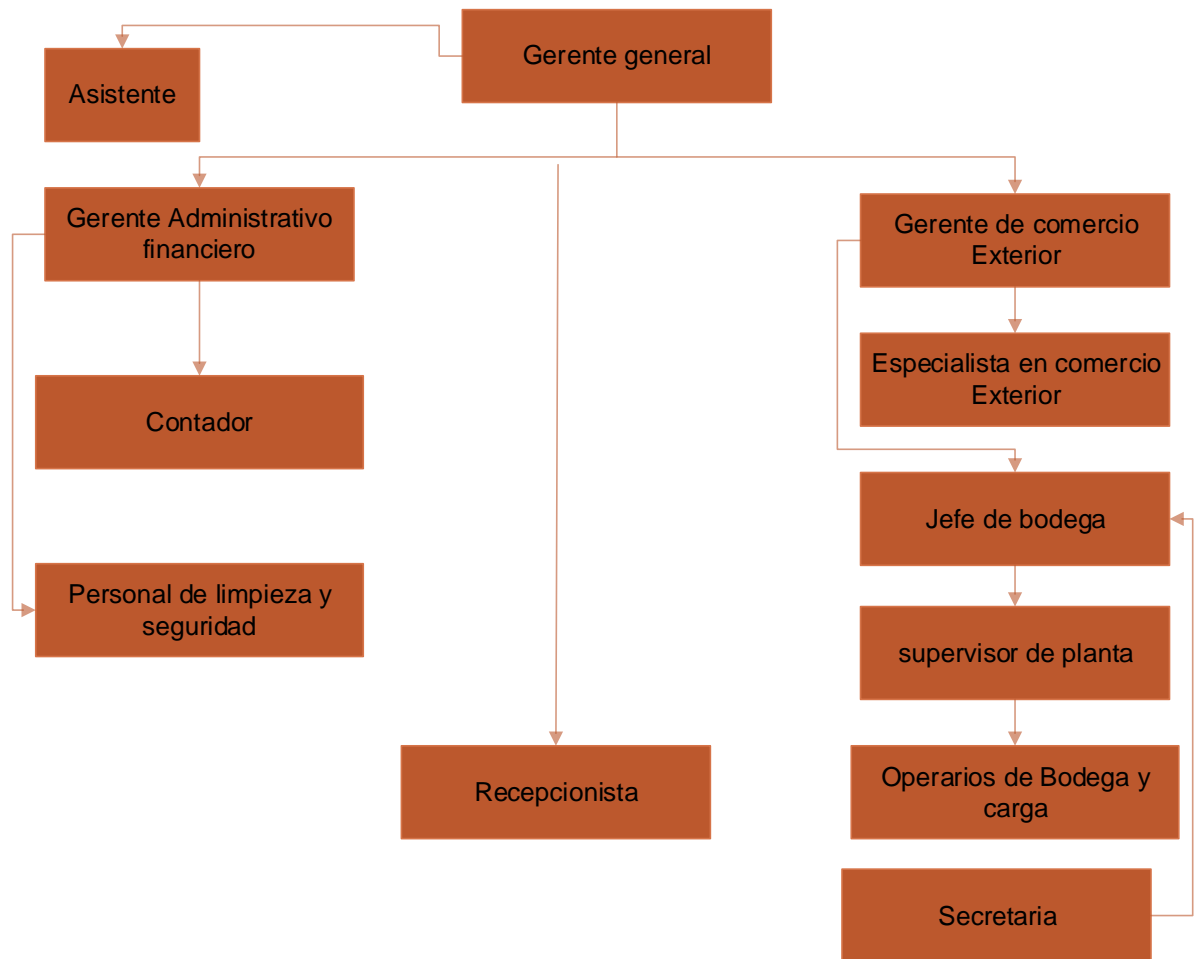 Gerente general
Asistente
Gerente Administrativo
financiero
Gerente de comercio
Exterior
Especialista en comercio
Exterior
Contador
Jefe de bodega
Personal de limpieza y
seguridad
supervisor de planta
Recepcionista
Operarios de Bodega y
carga
Secretaria